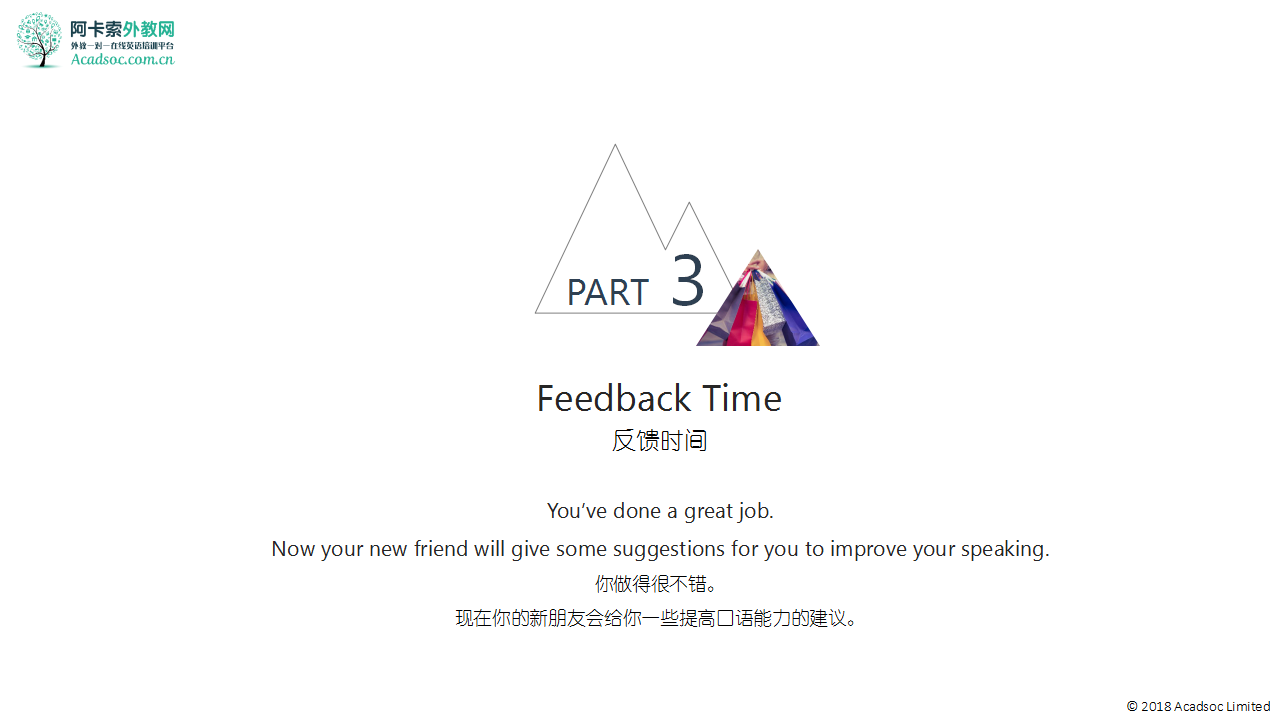 阿卡索外教网
外教一对一在线英语培训平台
Acadsoc.com.cn
PART 3
Feedback Time
反馈时间
You’ve done a great job.
Now your new friend will give some suggestions for you to improve your speaking.
你做得很不错。
现在你的新朋友会给你一些提高口语能力的建议。
© 2018 Acadsoc Limited